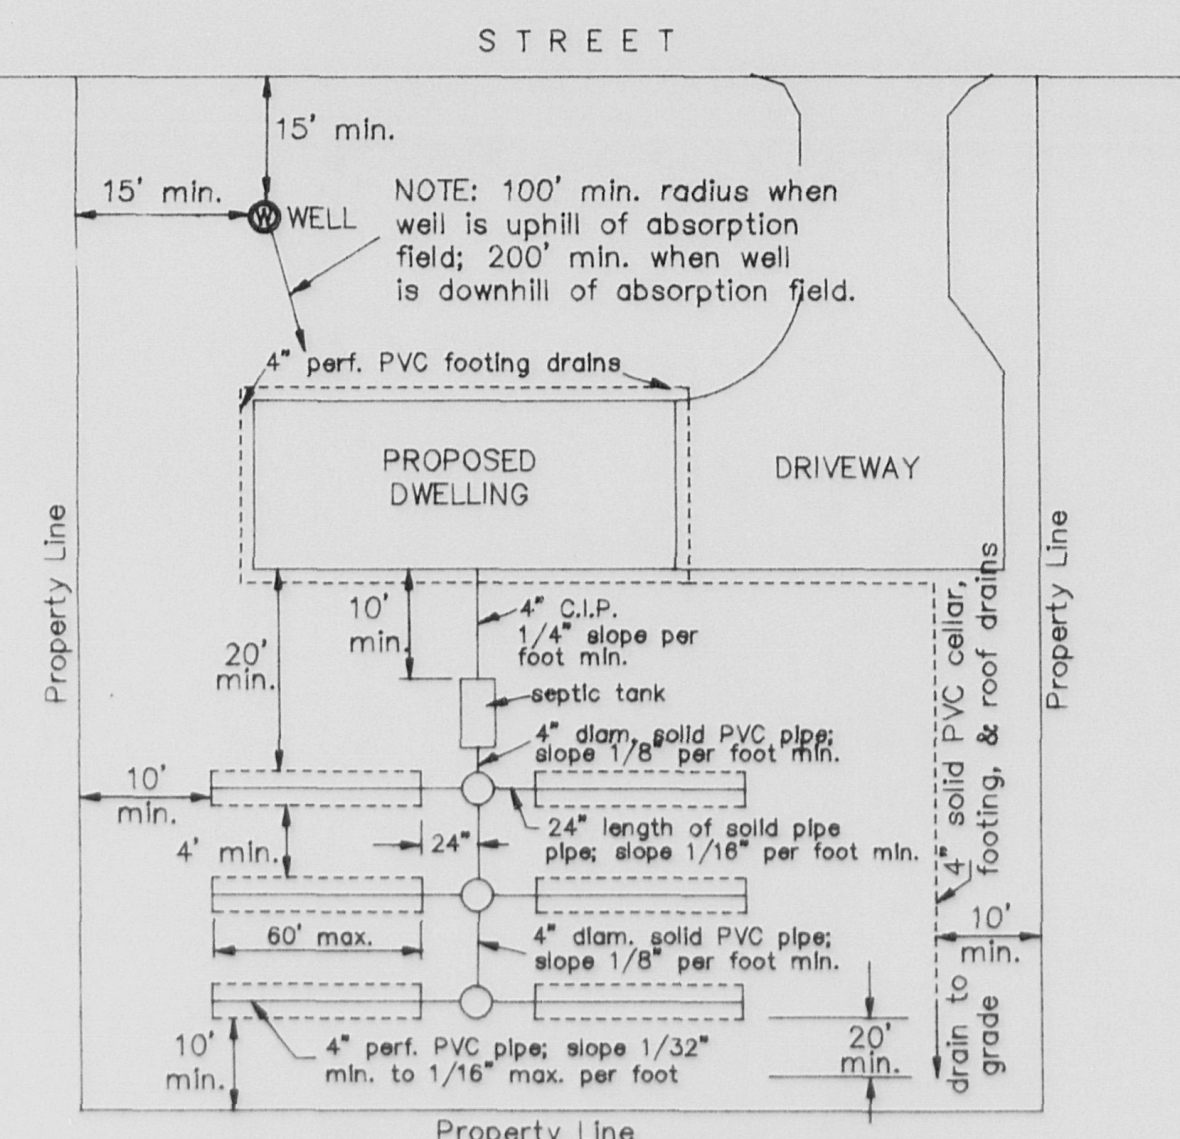 STREET
15' min.
15' min.
W WELL
NOTE: 100' min. radius when
well is uphill of absorption
field; 200' min. when well
is downhill of absorption field.
4" perf. PVC footing drains
PROPOSED
DWELLING
DRIVEWAY
Property Line
Property Line
20'
min.
10'
min.
4" C.I.P.
1/4" slope per
foot min.
septic tank
4" diam. solid PVC pipe;
slope 1/8" per foot min.
10'
min.
4' min.
24"
24" length of solid pipe
pipe; slope 1/16" per foot min.
60' max.
4" diam. solid PVC pipe;
slope 1/8" per foot min.
4" solid PVC cellar,
footing, & roof drains
10'
min.
10'
min.
4" perf. PVC pipe; slope 1/32"
min. to 1/16" max. per foot
20'
min.
drain to
grade
Property Line